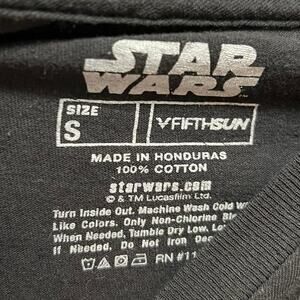 STAR
WARS
SIZE
S
FIFTHSUN
MADE IN HONDURAS
100% COTTON
starwars.com
© & TM Lucasfilm Ltd.
Turn Inside Out. Machine Wash Cold
Like Colors. Only Non-Chlorine
When Needed, Tumble Dry Low.
If Needed. Do Not Iron
RN #11